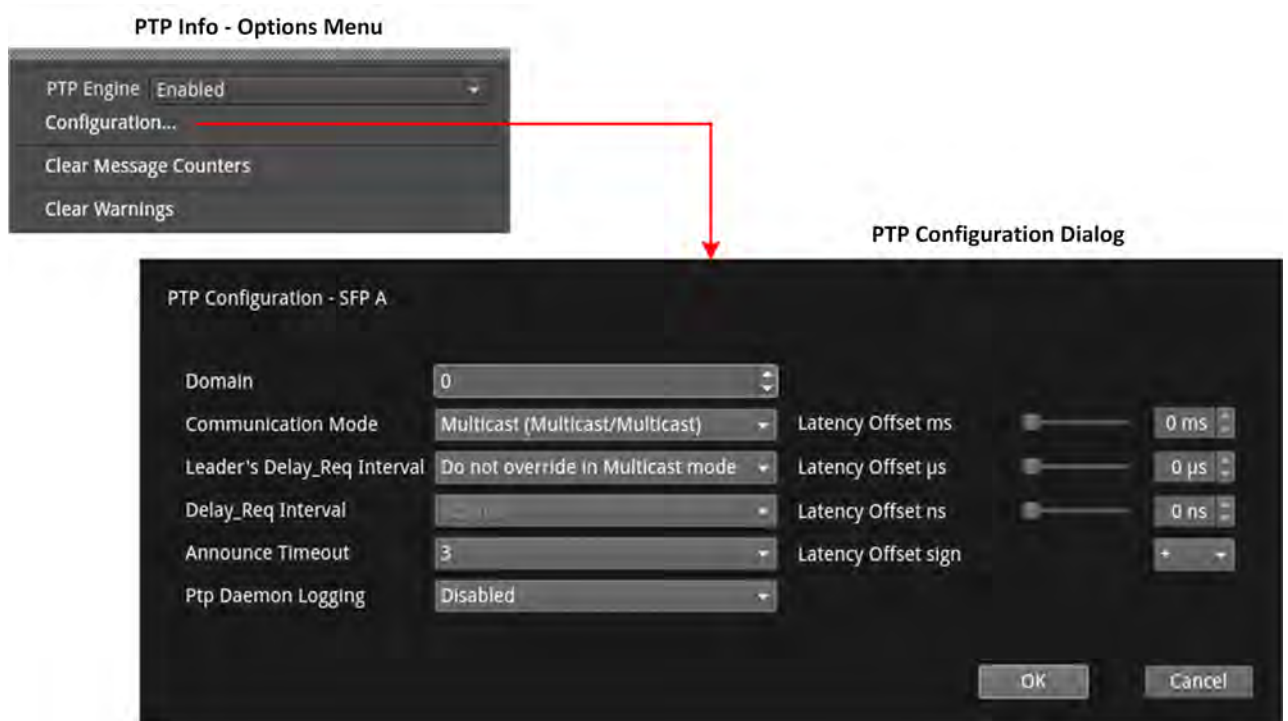 PTP Info - Options Menu
PTP Engine Enabled
Configuration...
Clear Message Counters
Clear Warnings
PTP Configuration Dialog
PTP Configuration - SFP A
Domain 0
Communication Mode Multicast (Multicast/Multicast) Latency Offset ms 0 ms
Leader's Delay_Req Interval Do not override in Multicast mode Latency Offset µs 0 µs
Delay_Req Interval Latency Offset ns 0 ns
Announce Timeout 3 Latency Offset sign +
Ptp Daemon Logging Disabled
OK Cancel